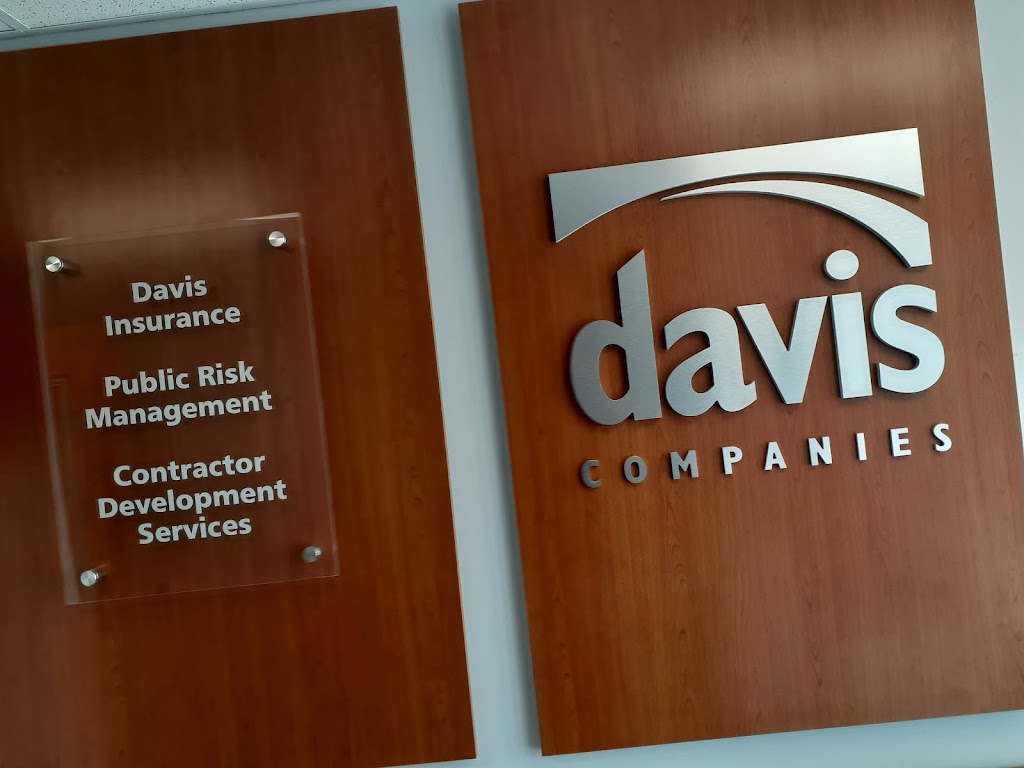 Davis
Insurance
Public Risk
Management
Contractor
Development
Services
davis
COMPANIES